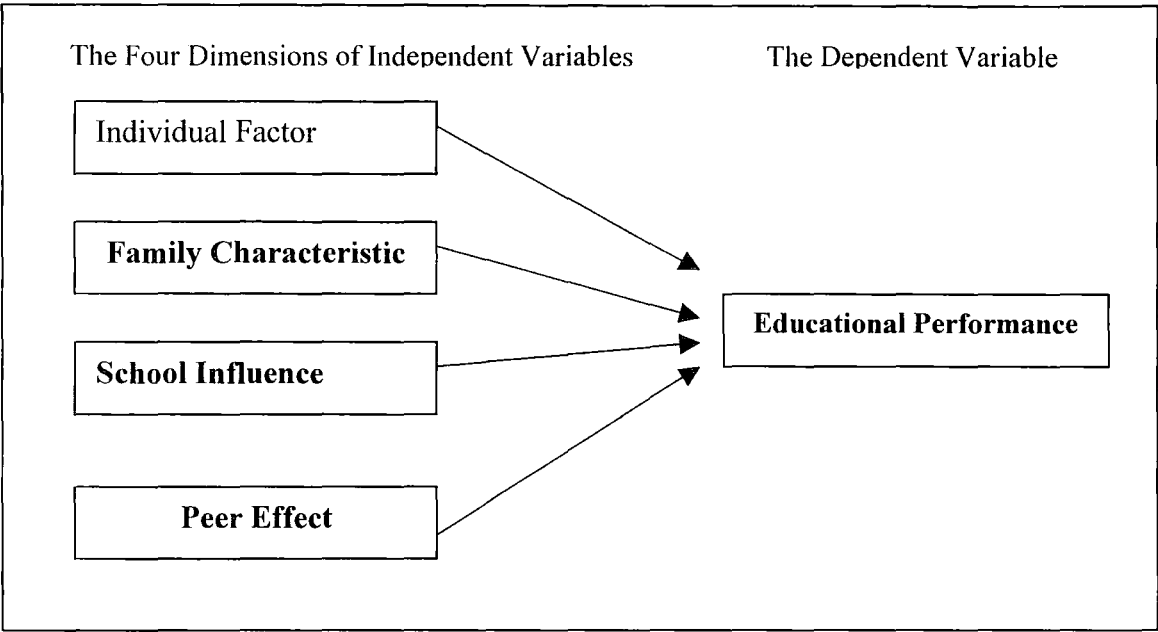 The Four Dimensions of Independent Variables
The Dependent Variable
Individual Factor
Family Characteristic
School Influence
Peer Effect
Educational Performance